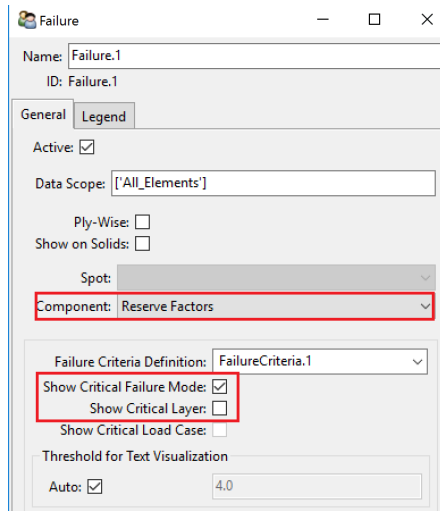 Failure
Name: Failure.1
ID: Failure.1
General Legend
Active:
Data Scope: ['All_Elements']
Ply-Wise:
Show on Solids:
Spot:
Component: Reserve Factors
Failure Criteria Definition: FailureCriteria.1
Show Critical Failure Mode:
Show Critical Layer:
Show Critical Load Case:
Threshold for Text Visualization
Auto: 4.0